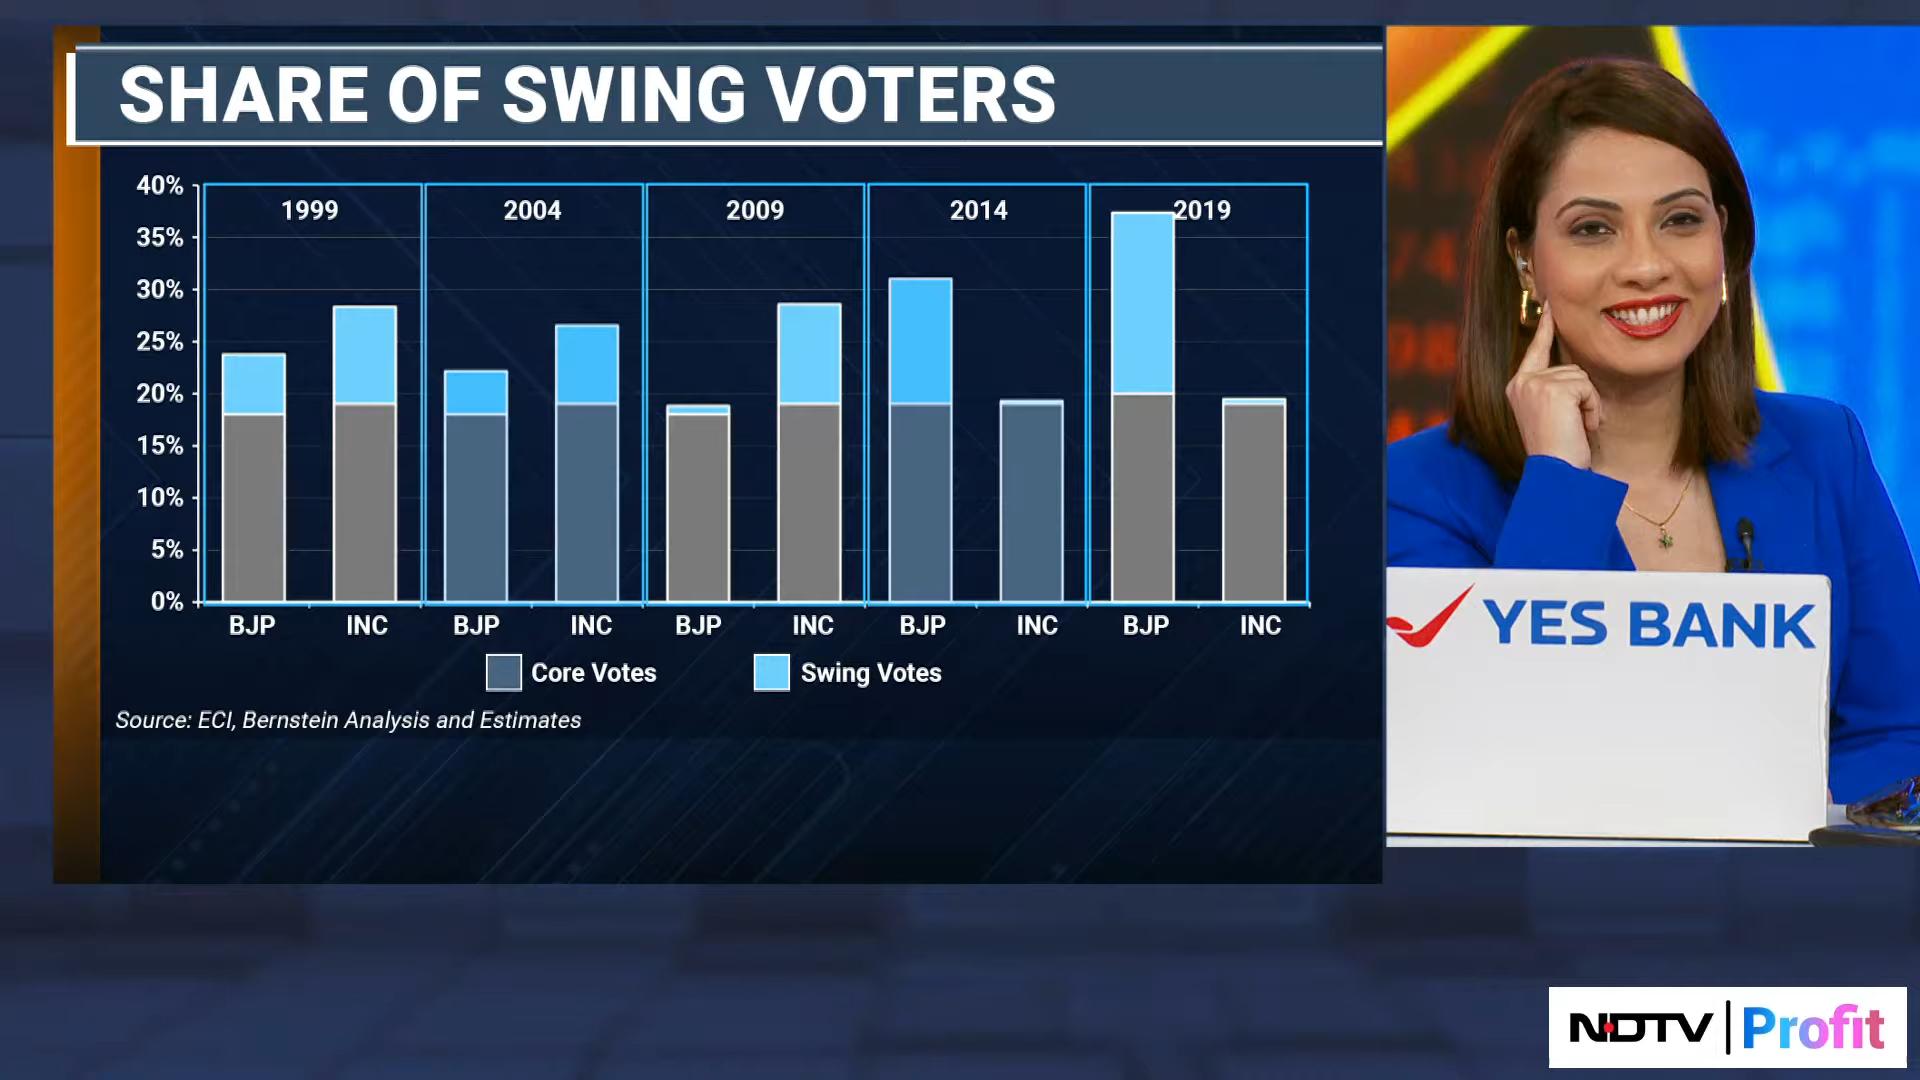 SHARE OF SWING VOTERS
40%
35%
30%
25%
20%
15%
10%
5%
0%
1999 2004 2009 2014 2019
BJP INC BJP INC BJP INC BJP INC BJP INC
Core Votes Swing Votes
Source: ECI, Bernstein Analysis and Estimates
YES BANK
NDTV Profit